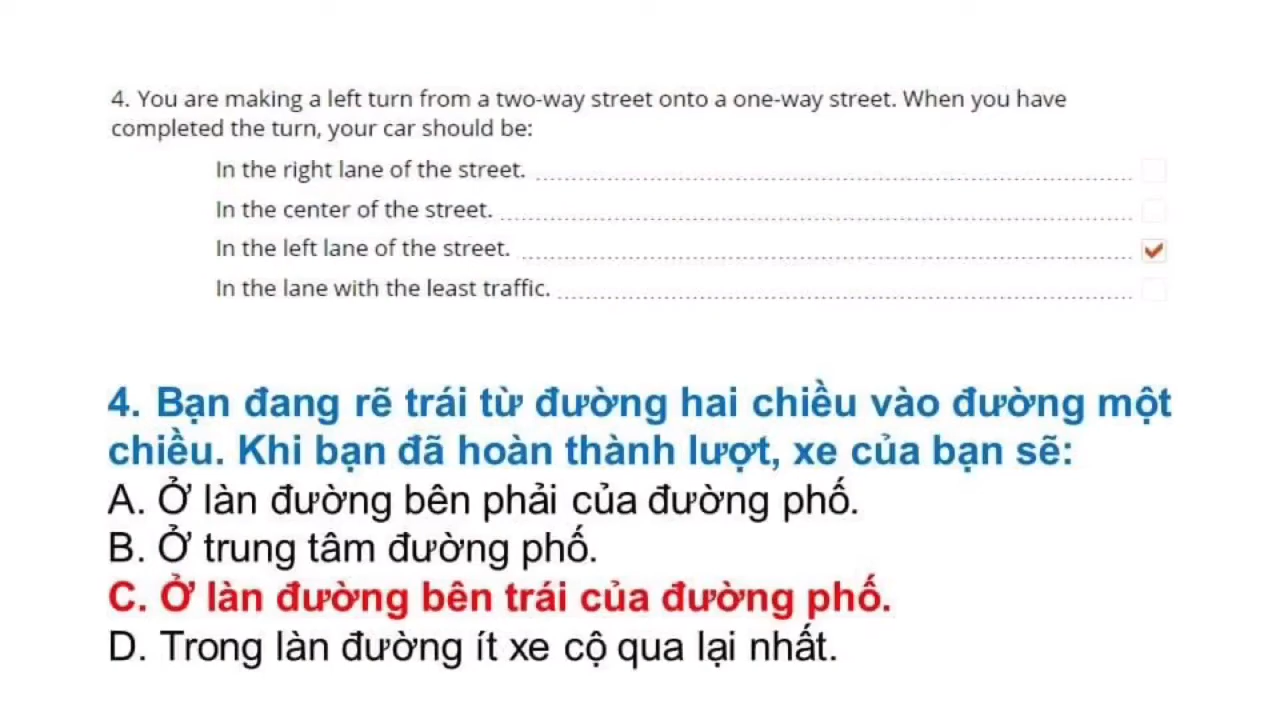 4. You are making a left turn from a two-way street onto a one-way street. When you have
completed the turn, your car should be:
In the right lane of the street.
In the center of the street.
In the left lane of the street.
In the lane with the least traffic.
4. Bạn đang rẽ trái từ đường hai chiều vào đường một
chiều. Khi bạn đã hoàn thành lượt, xe của bạn sẽ:
A. Ở làn đường bên phải của đường phố.
B. Ở trung tâm đường phố.
C. Ở làn đường bên trái của đường phố.
D. Trong làn đường ít xe cộ qua lại nhất.